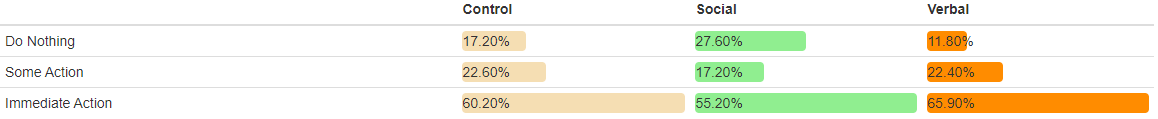 Control Social Verbal
Do Nothing 17.20% 27.60% 11.80%
Some Action 22.60% 17.20% 22.40%
Immediate Action 60.20% 55.20% 65.90%